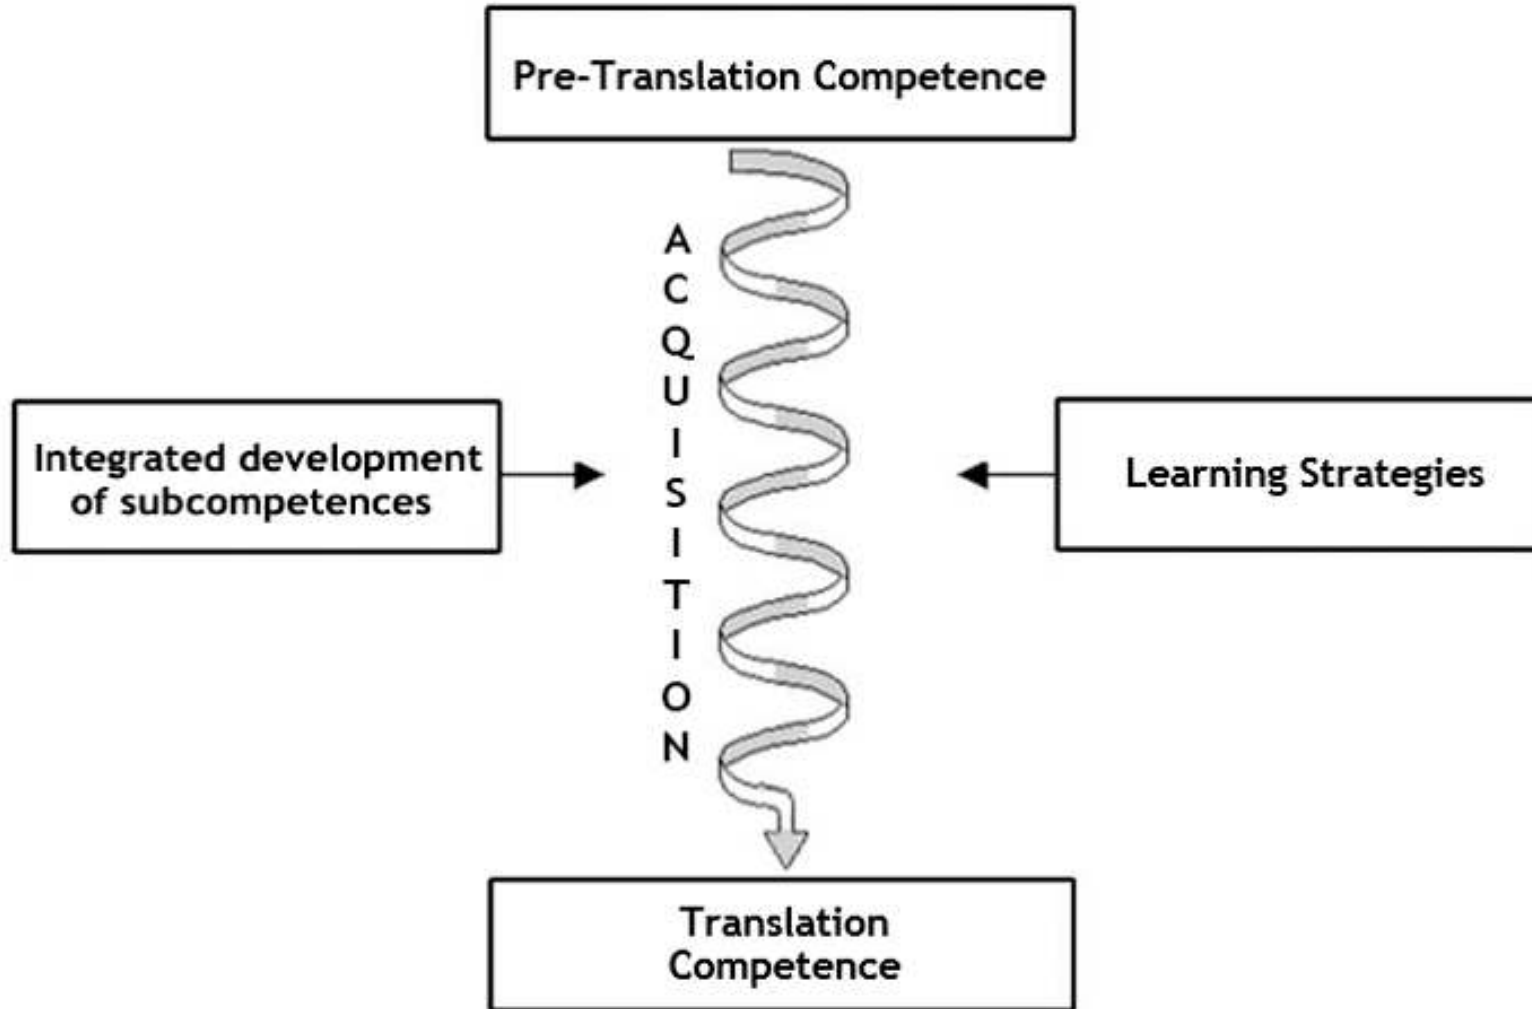 Pre-Translation Competence
A
C
Q
U
I
S
I
T
I
O
N
Integrated development
of subcompetences
Learning Strategies
Translation
Competence